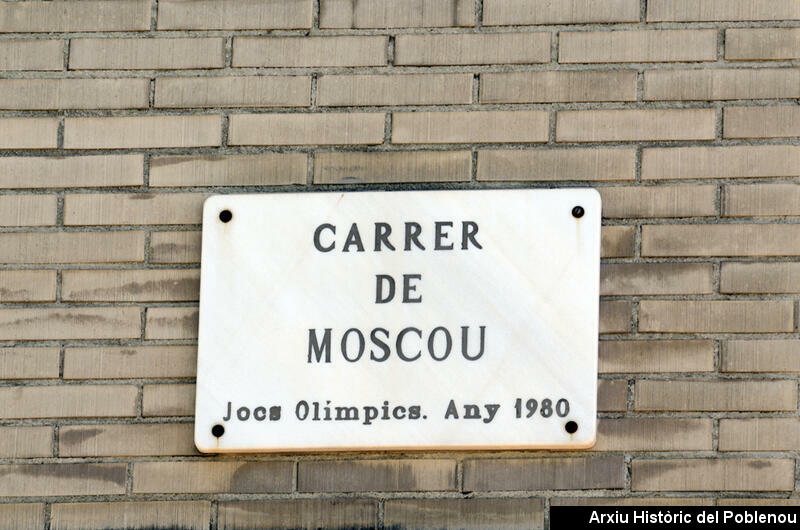 CARRER
DE
MOSCOU
Jocs Olímpics. Any 1980
Arxiu Històric del Poblenou